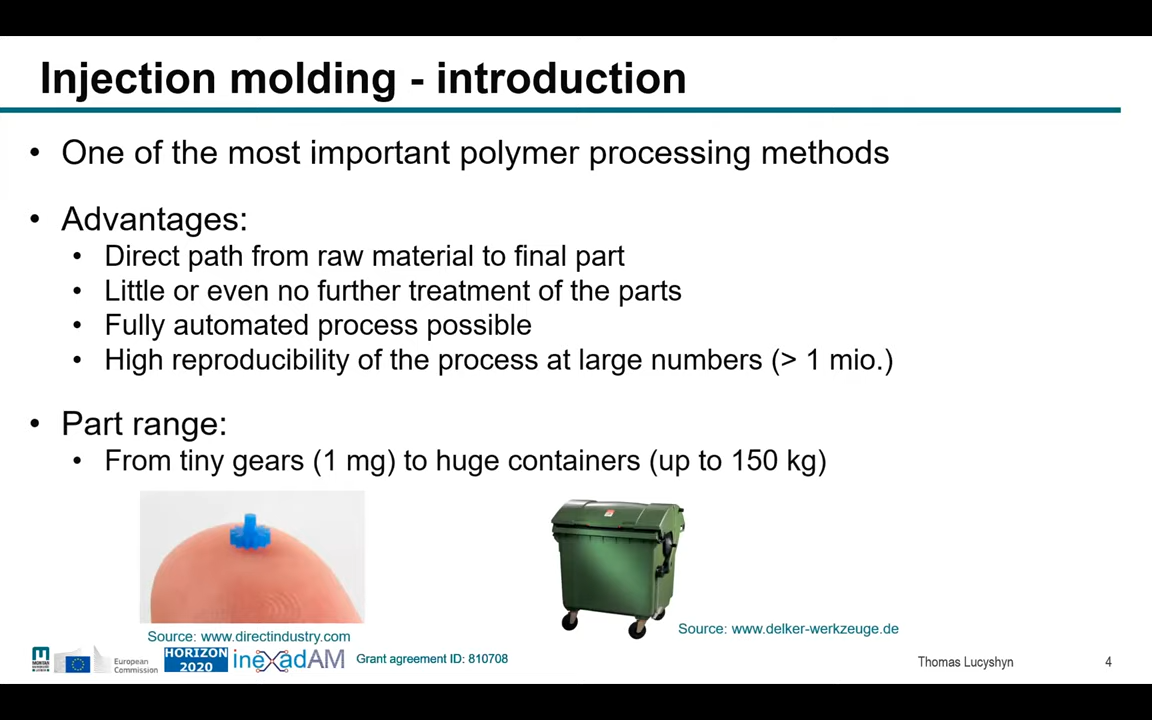 Injection molding - introduction
• One of the most important polymer processing methods
• Advantages:
• Direct path from raw material to final part
• Little or even no further treatment of the parts
• Fully automated process possible
• High reproducibility of the process at large numbers (> 1 mio.)
• Part range:
• From tiny gears (1 mg) to huge containers (up to 150 kg)
Source: www.directindustry.com
Source: www.delker-werkzeuge.de
European
Commission
HORIZON
2020
inexadAM
Grant agreement ID: 810708
Thomas Lucyshyn
4